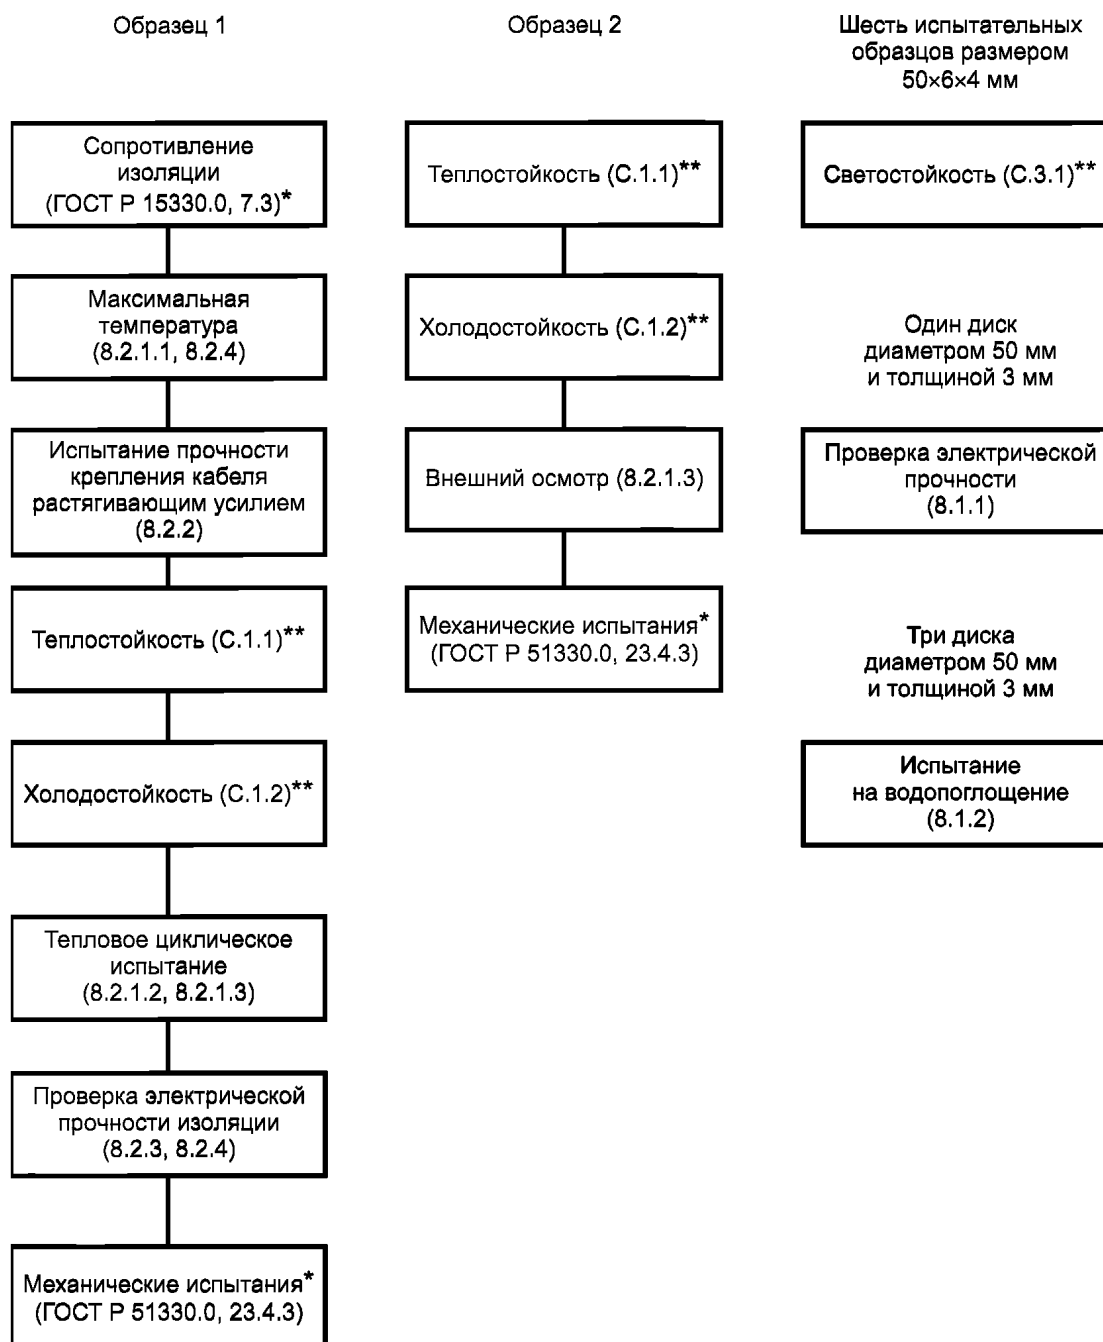 Образец 1
Сопротивление
изоляции
(ГОСТ Р 15330.0, 7.3)*
Максимальная
температура
(8.2.1.1, 8.2.4)
Испытание прочности
крепления кабеля
растягивающим усилием
(8.2.2)
Теплостойкость (С.1.1)**
Холодостойкость (С.1.2)**
Тепловое циклическое
испытание
(8.2.1.2, 8.2.1.3)
Проверка электрической
прочности изоляции
(8.2.3, 8.2.4)
Механические испытания*
(ГОСТ Р 51330.0, 23.4.3)
Образец 2
Теплостойкость (С.1.1)**
Холодостойкость (С.1.2)**
Внешний осмотр (8.2.1.3)
Механические испытания*
(ГОСТ Р 51330.0, 23.4.3)
Шесть испытательных
образцов размером
50×6×4 мм
Светостойкость (С.3.1)**
Один диск
диаметром 50 мм
и толщиной 3 мм
Проверка электрической
прочности
(8.1.1)
Три диска
диаметром 50 мм
и толщиной 3 мм
Испытание
на водопоглощение
(8.1.2)